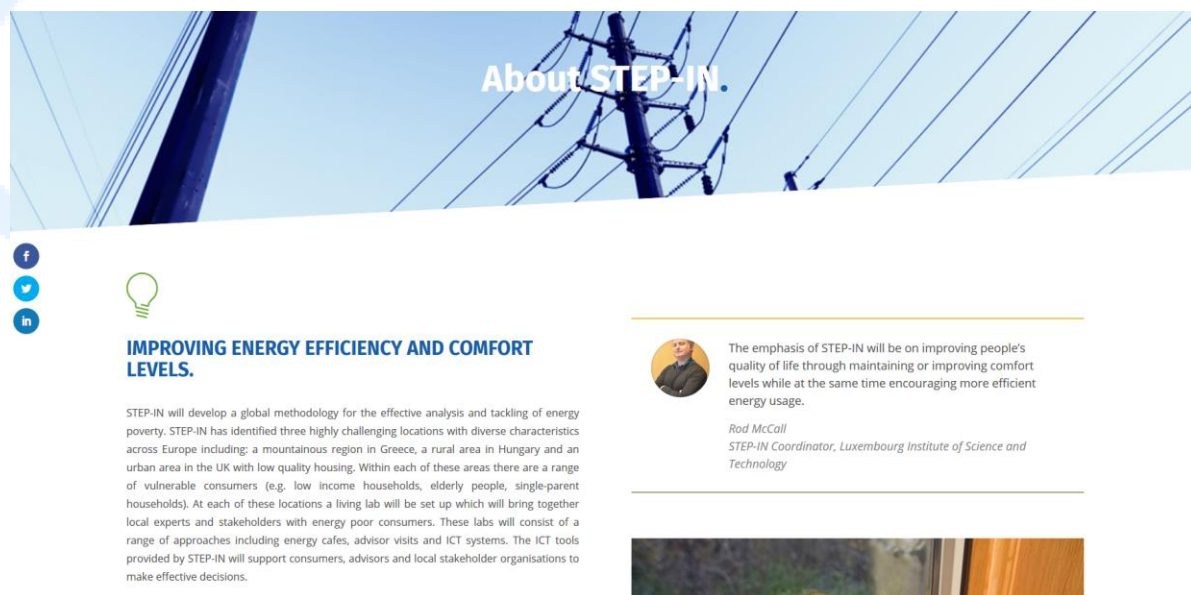 About STEP-IN.
f
in
IMPROVING ENERGY EFFICIENCY AND COMFORT
LEVELS.
STEP-IN will develop a global methodology for the effective analysis and tackling of energy
poverty. STEP-IN has identified three highly challenging locations with diverse characteristics
across Europe including: a mountainous region in Greece, a rural area in Hungary and an
urban area in the UK with low quality housing. Within each of these areas there are a range
of vulnerable consumers (e.g. low income households, elderly people, single-parent
households). At each of these locations a living lab will be set up which will bring together
local experts and stakeholders with energy poor consumers. These labs will consist of a
range of approaches including energy cafes, advisor visits and ICT systems. The ICT tools
provided by STEP-IN will support consumers, advisors and local stakeholder organisations to
make effective decisions.
The emphasis of STEP-IN will be on improving people's
quality of life through maintaining or improving comfort
levels while at the same time encouraging more efficient
energy usage.
Rod McCall
STEP-IN Coordinator, Luxembourg Institute of Science and
Technology